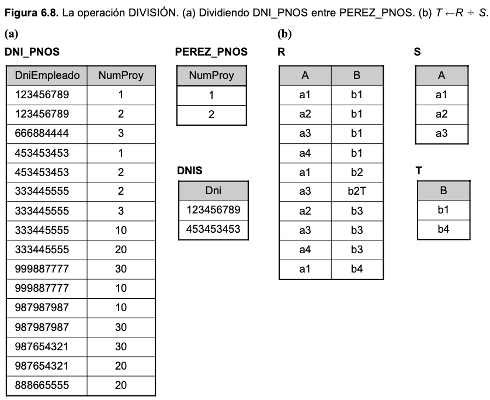 Figura 6.8. La operación DIVISIÓN. (a) Dividiendo DNI_PNOS entre PEREZ_PNOS. (b) T ←R ÷ S.
(a)
DNI_PNOS
DniEmpleado NumProy
123456789 1
123456789 2
666884444 3
453453453 1
453453453 2
333445555 2
333445555 3
333445555 10
333445555 20
999887777 30
999887777 10
987987987 10
987987987 30
987654321 30
987654321 20
888665555 20
PEREZ_PNOS
NumProy
1
2
DNIS
Dni
123456789
453453453
(b)
R
A B
a1 b1
a2 b1
a3 b1
a4 b1
a1 b2
a3 b2T
a2 b3
a3 b3
a4 b3
a1 b4
S
A
a1
a2
a3
T
B
b1
b4